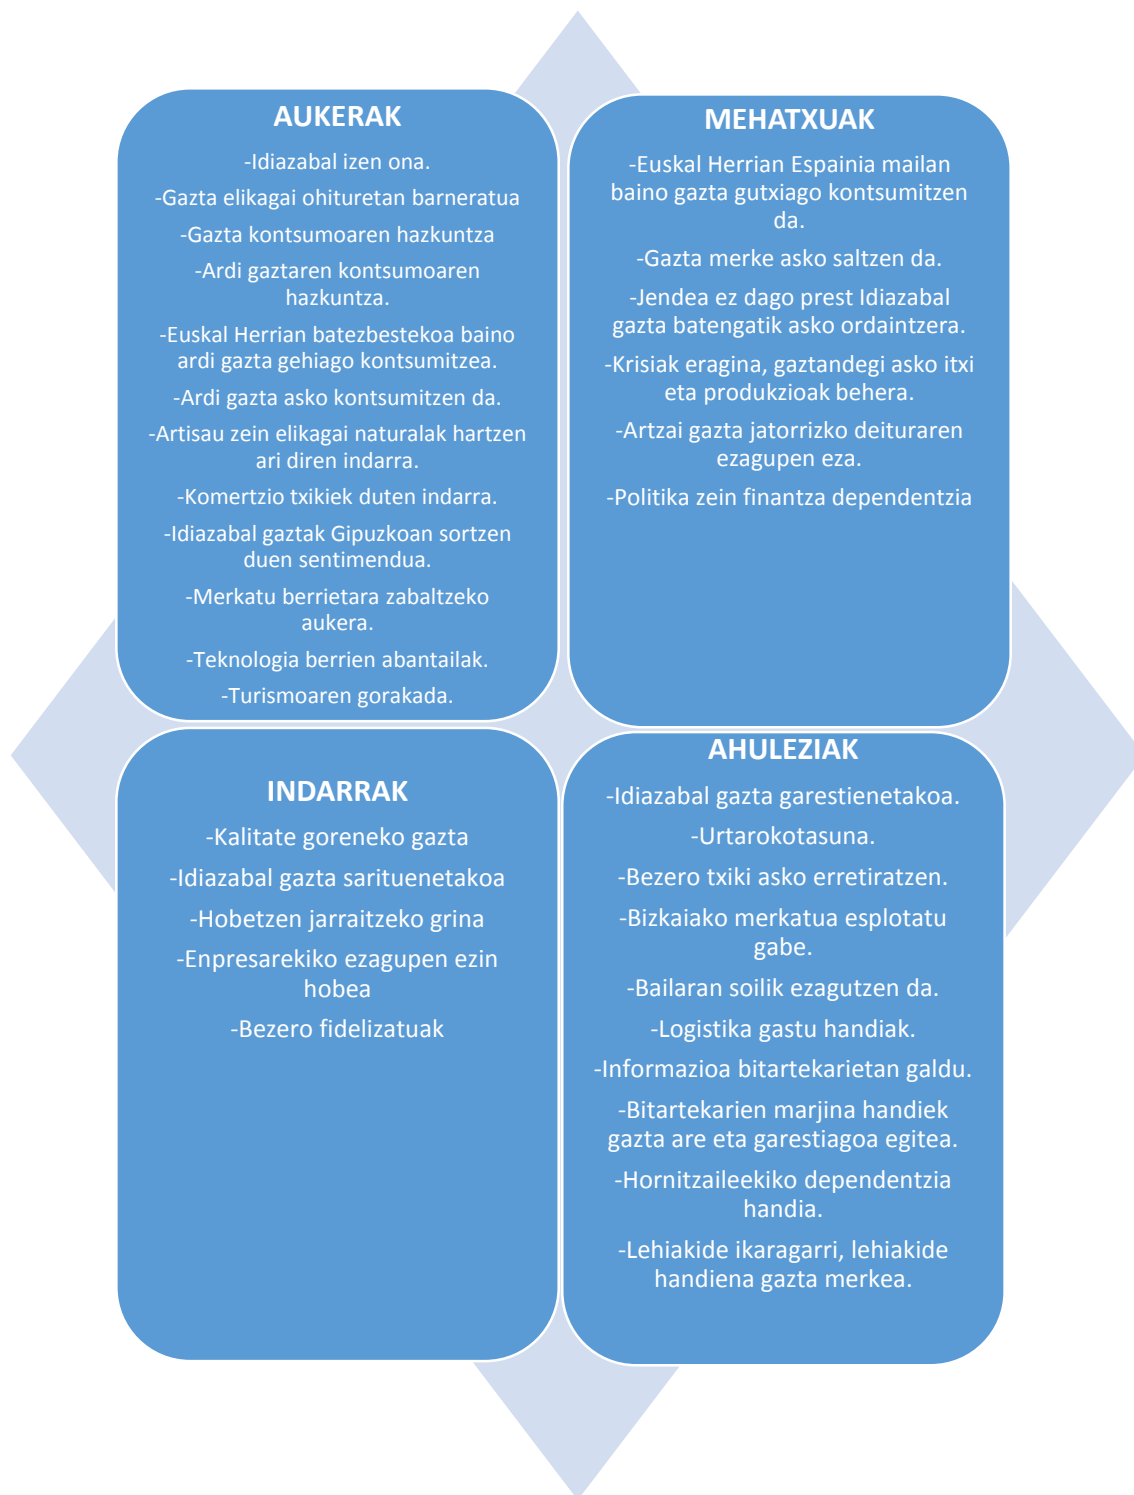 AUKERAK
-Idiazabal izen ona.
-Gazta elikagai ohituretan barneratua
-Gazta kontsumoaren hazkuntza
-Ardi gaztaren kontsumoaren
hazkuntza.
-Euskal Herrian batezbestekoa baino
ardi gazta gehiago kontsumitzea.
-Ardi gazta asko kontsumitzen da.
-Artisau zein elikagai naturalak hartzen
ari diren indarra.
-Komertzio txikiek duten indarra.
-Idiazabal gaztak Gipuzkoan sortzen
duen sentimendua.
-Merkatu berrietara zabaltzeko
aukera.
-Teknologia berrien abantailak.
-Turismoaren gorakada.
MEHATXUAK
-Euskal Herrian Espainia mailan
baino gazta gutxiago kontsumitzen
da.
-Gazta merke asko saltzen da.
-Jendea ez dago prest Idiazabal
gazta batengatik asko ordaintzera.
-Krisiak eragina, gaztandegi asko itxi
eta produkzioak behera.
-Artzai gazta jatorrizko deituraren
ezagupen eza.
-Politika zein finantza dependentzia
INDARRAK
-Kalitate goreneko gazta
-Idiazabal gazta sarituenetakoa
-Hobetzen jarraitzeko grina
-Enpresarekiko ezagupen ezin
hobea
-Bezero fidelizatuak
AHULEZIAK
-Idiazabal gazta garestienetakoa.
-Urtarokotasuna.
-Bezero txiki asko erretiratzen.
-Bizkaiako merkatua esplotatu
gabe.
-Bailaran soilik ezagutzen da.
-Logistika gastu handiak.
-Informazioa bitartekarietan galdu.
-Bitartekarien marjina handiek
gazta are eta garestiagoa egitea.
-Hornitzaileekiko dependentzia
handia.
-Lehiakide ikaragarri, lehiakide
handiena gazta merkea.